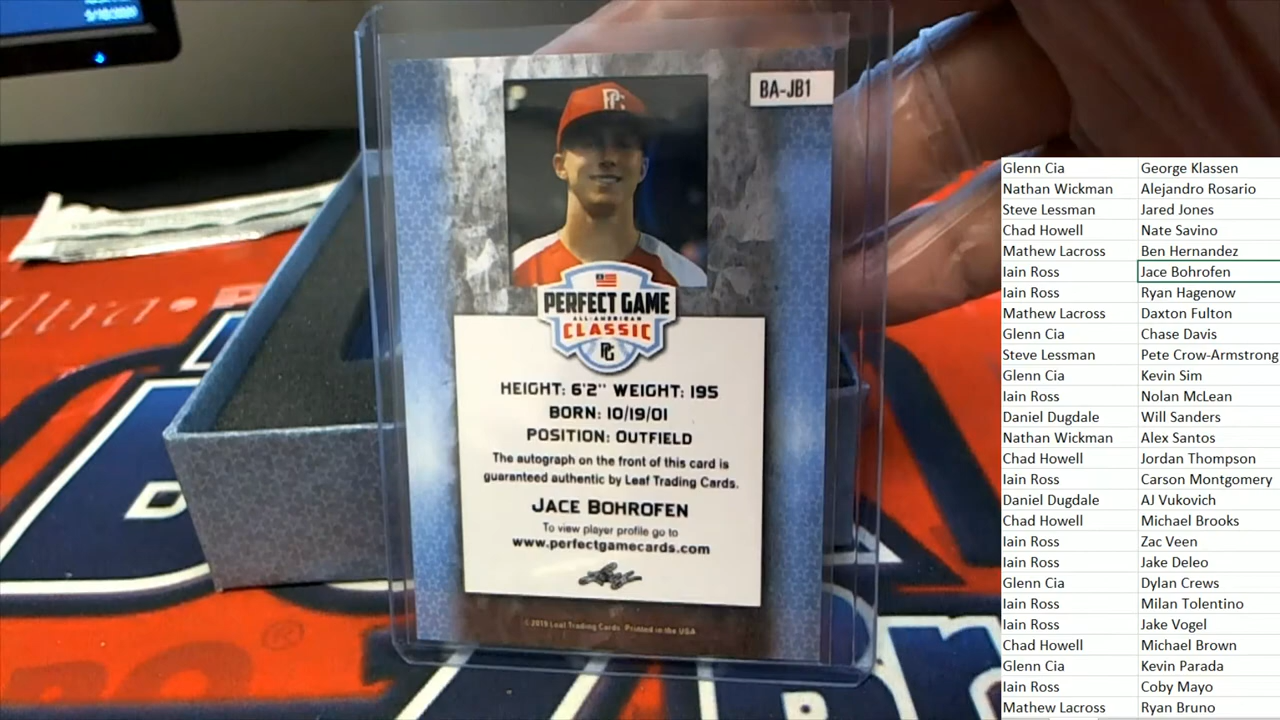 9/10/2020
BA-JB1
PG
PERFECT GAME
ALL-AMERICAN
CLASSIC
PG
HEIGHT: 6'2" WEIGHT: 195
BORN: 10/19/01
POSITION: OUTFIELD
The autograph on the front of this card is
guaranteed authentic by Leaf Trading Cards.
JACE BOHROFEN
To view player profile go to
www.perfectgamecards.com
© 2019 Leaf Trading Cards. Printed in the USA
Glenn Cia George Klassen
Nathan Wickman Alejandro Rosario
Steve Lessman Jared Jones
Chad Howell Nate Savino
Mathew Lacross Ben Hernandez
Iain Ross Jace Bohrofen
Iain Ross Ryan Hagenow
Mathew Lacross Daxton Fulton
Glenn Cia Chase Davis
Steve Lessman Pete Crow-Armstrong
Glenn Cia Kevin Sim
Iain Ross Nolan McLean
Daniel Dugdale Will Sanders
Nathan Wickman Alex Santos
Chad Howell Jordan Thompson
Iain Ross Carson Montgomery
Daniel Dugdale AJ Vukovich
Chad Howell Michael Brooks
Iain Ross Zac Veen
Iain Ross Jake Deleo
Glenn Cia Dylan Crews
Iain Ross Milan Tolentino
Iain Ross Jake Vogel
Chad Howell Michael Brown
Glenn Cia Kevin Parada
Iain Ross Coby Mayo
Mathew Lacross Ryan Bruno